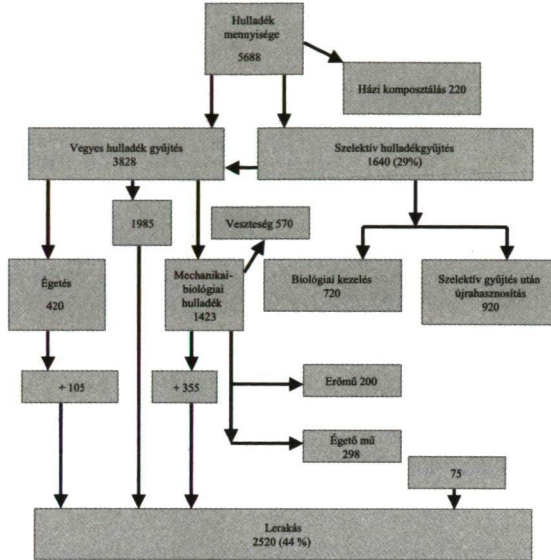 Hulladék
mennyisége
5688
Házi komposztálás 220
Vegyes hulladék gyűjtés
3828
Szelektív hulladékgyűjtés
1640 (29%)
1985
Veszteség 570
Égetés
420
Mechanikai-
biológiai
hulladék
1423
Biológiai kezelés
720
Szelektív gyűjtés után
újrahasznosítás
920
+ 105
+ 355
Erőmű 200
Égető mű
298
75
Lerakás
2520 (44 %)